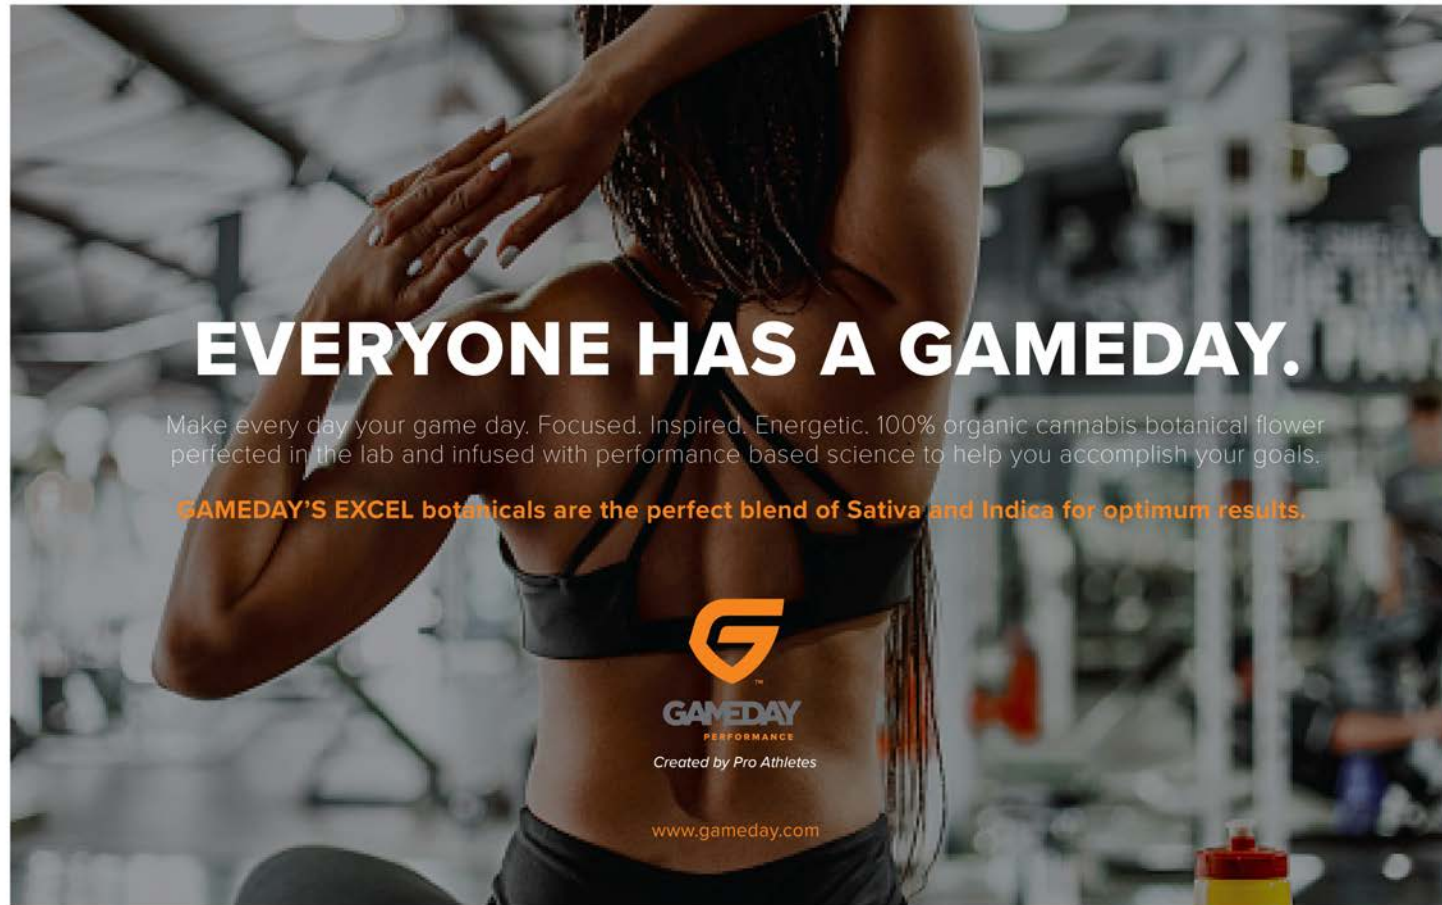 EVERYONE HAS A GAMEDAY.
Make every day your game day. Focused. Inspired. Energetic. 100% organic cannabis botanical flower
perfected in the lab and infused with performance based science to help you accomplish your goals.
GAMEDAY'S EXCEL botanicals are the perfect blend of Sativa and Indica for optimum results.
G
™
GAMEDAY
PERFORMANCE
Created by Pro Athletes
www.gameday.com